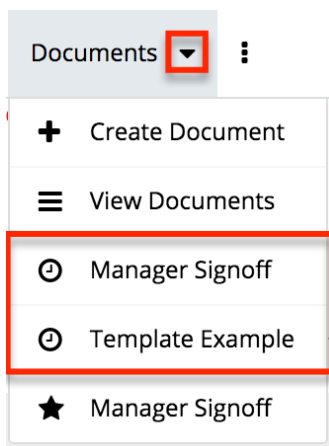 Documents
Create Document
View Documents
Manager Signoff
Template Example
Manager Signoff